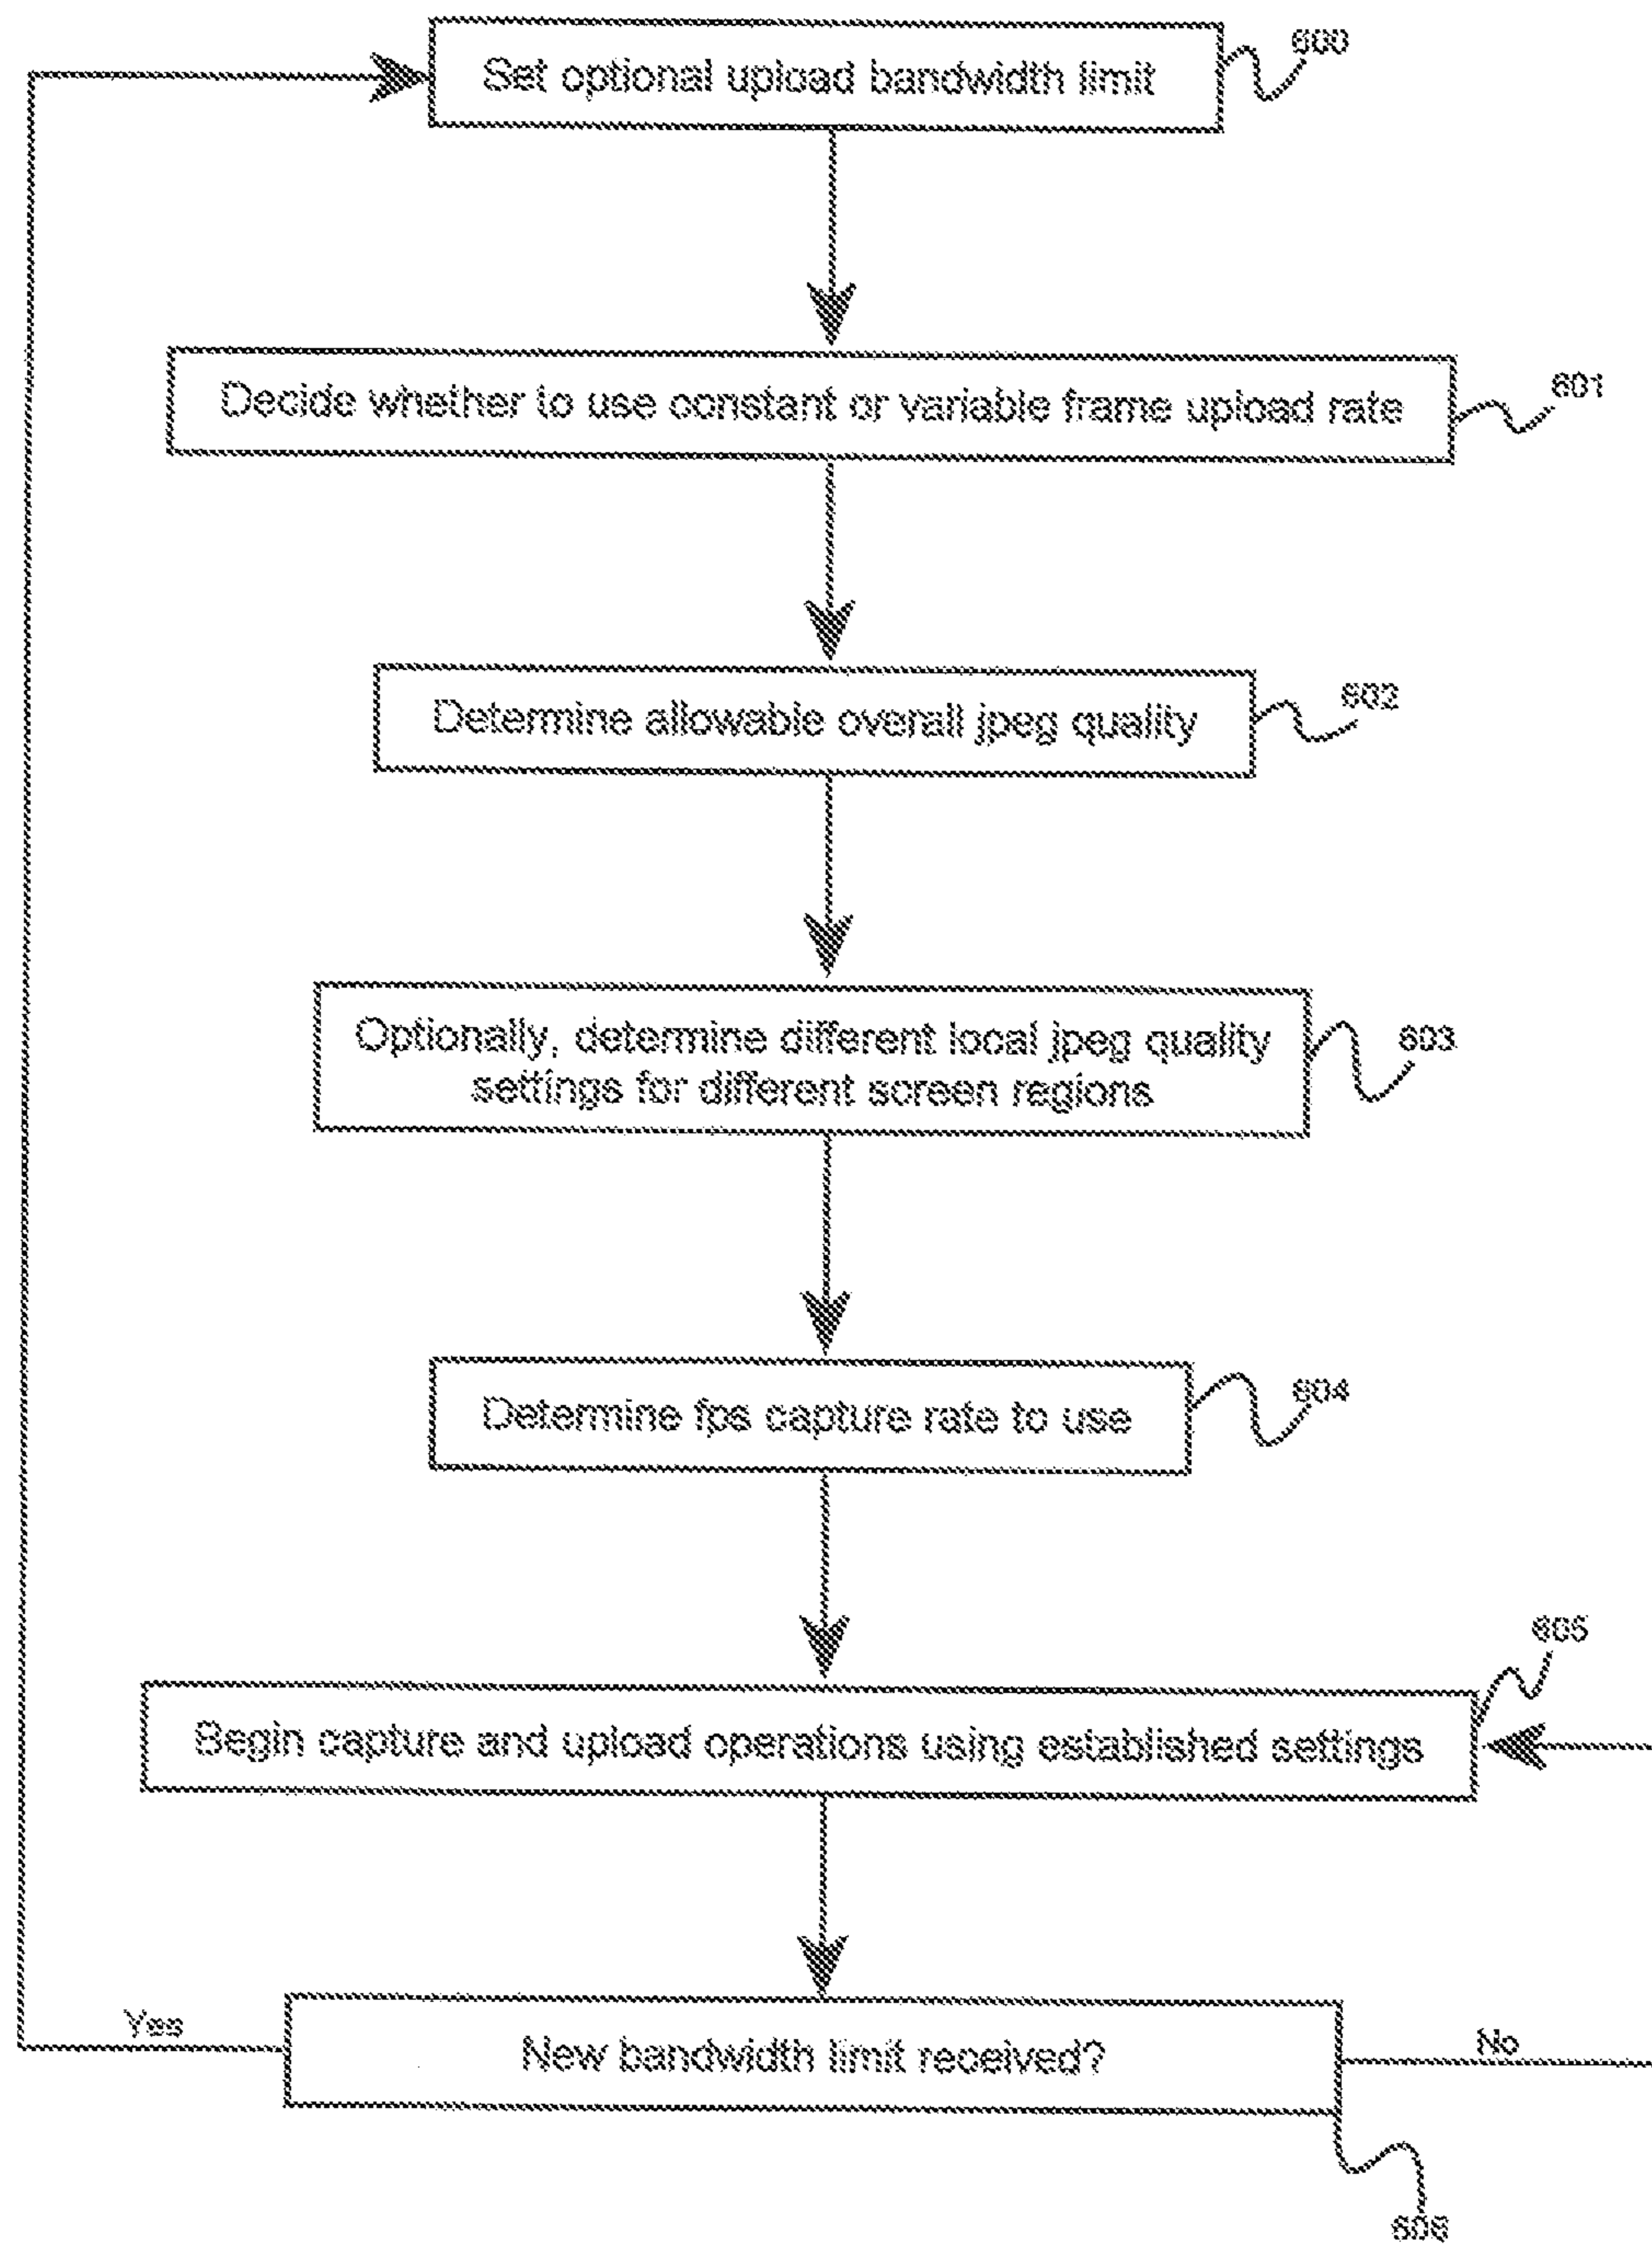 Set optional upload bandwidth limit
600
Decide whether to use constant or variable frame upload rate
601
Determine allowable overall jpeg quality
602
Optionally, determine different local jpeg quality
settings for different screen regions
603
Determine fps capture rate to use
604
605
Begin capture and upload operations using established settings
Yes
New bandwidth limit received?
No
606